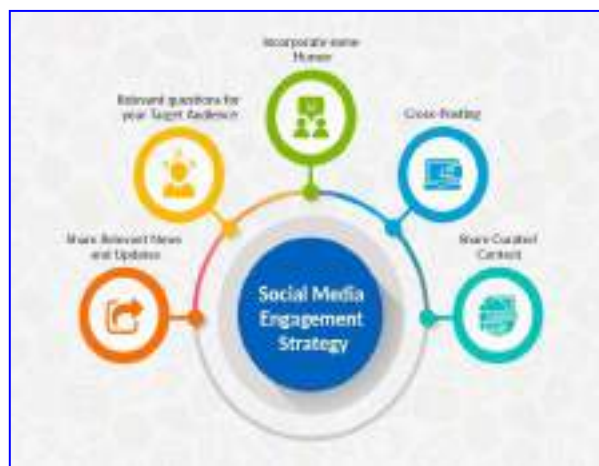 Incorporate some
Humor
Relevant questions for
your Target Audience
Cross-Posting
Share Relevant News
and Updates
Share Curated
Content
Social Media
Engagement
Strategy